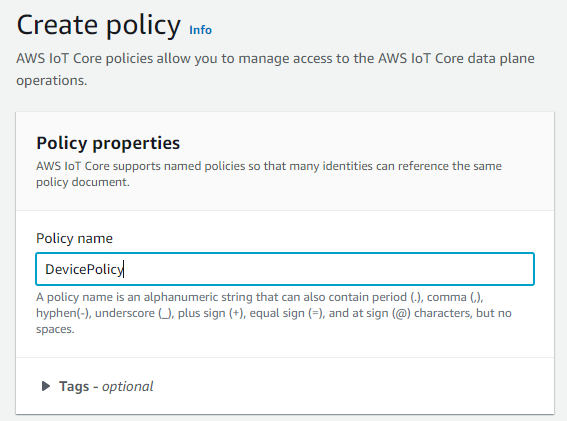 Create policy Info
AWS IoT Core policies allow you to manage access to the AWS IoT Core data plane
operations.
Policy properties
AWS IoT Core supports named policies so that many identities can reference the same
policy document.
Policy name
DevicePolicy
A policy name is an alphanumeric string that can also contain period (.), comma (,),
hyphen(-), underscore (_), plus sign (+), equal sign (=), and at sign (@) characters, but no
spaces.
Tags - optional